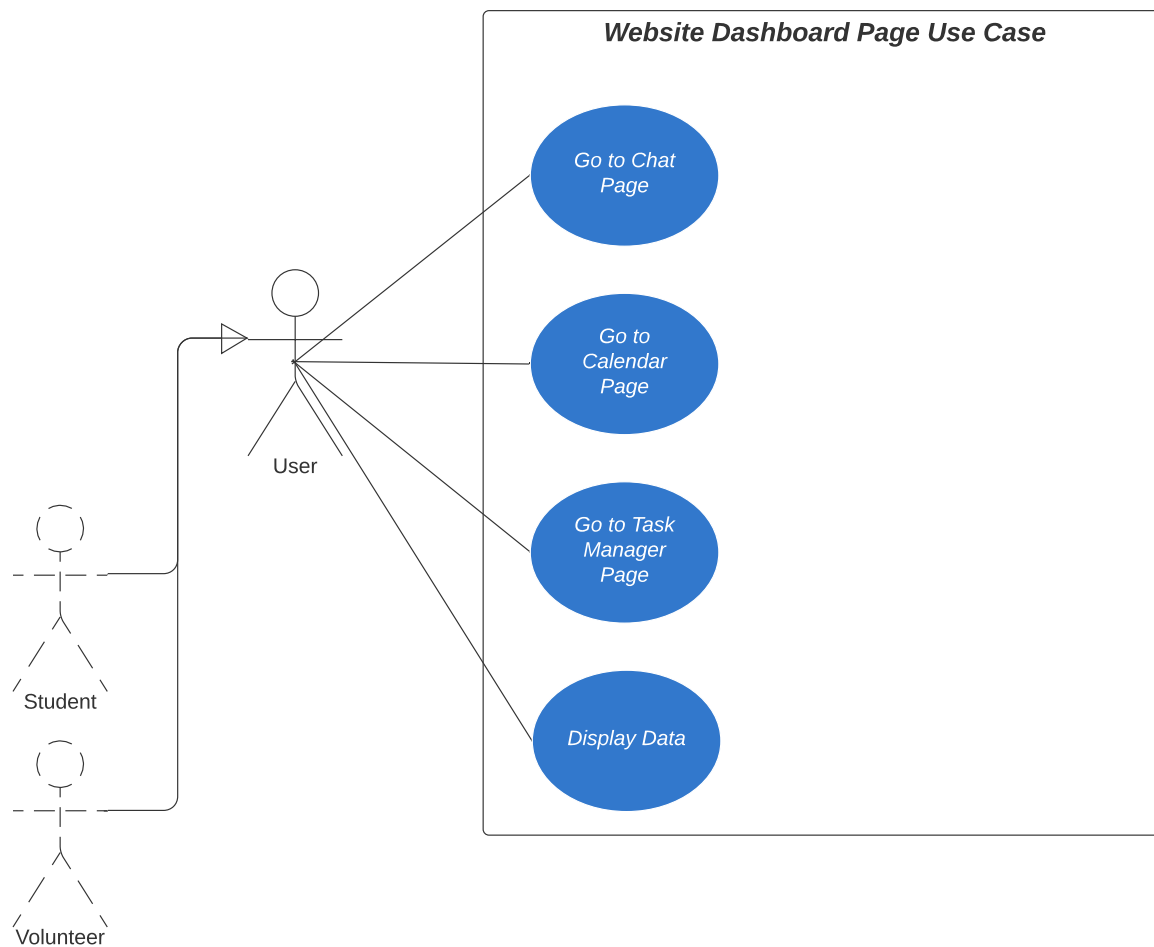 Website Dashboard Page Use Case
Go to Chat
Page
Go to
Calendar
Page
User
Go to Task
Manager
Page
Student
Display Data
Volunteer